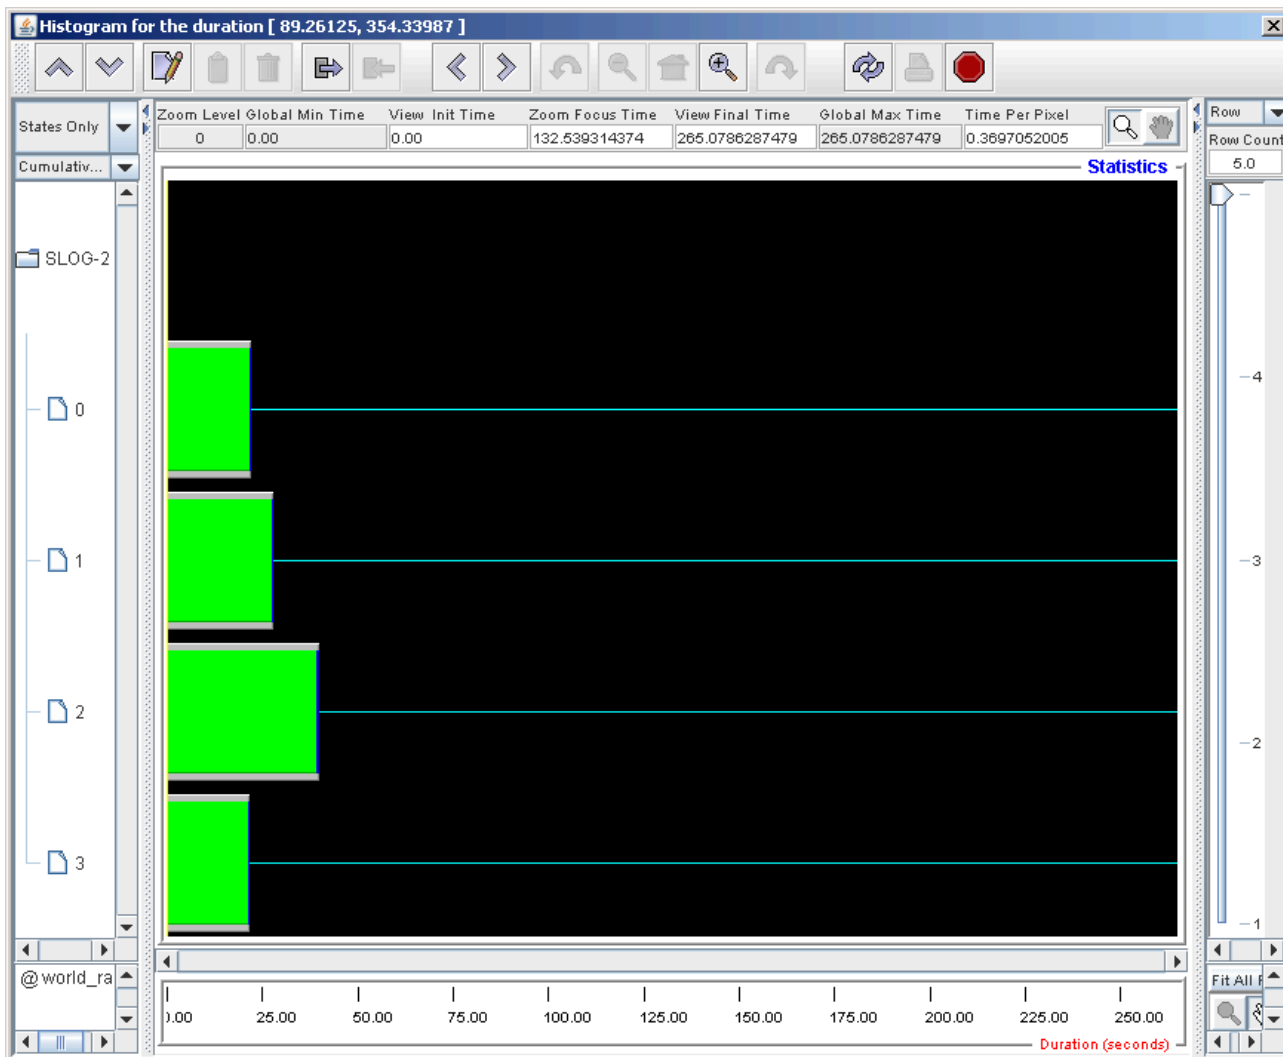 Histogram for the duration [ 89.26125, 354.33987 ]
States Only
Cumulativ...
Zoom Level Global Min Time View Init Time Zoom Focus Time View Final Time Global Max Time Time Per Pixel
0 0.00 0.00 132.539314374 265.0786287479 265.0786287479 0.3697052005
Row
Row Count
5.0
Statistics
SLOG-2
0
1
2
3
4
3
2
1
@world_ra
Fit All
).00 25.00 50.00 75.00 100.00 125.00 150.00 175.00 200.00 225.00 250.00
Duration (seconds)